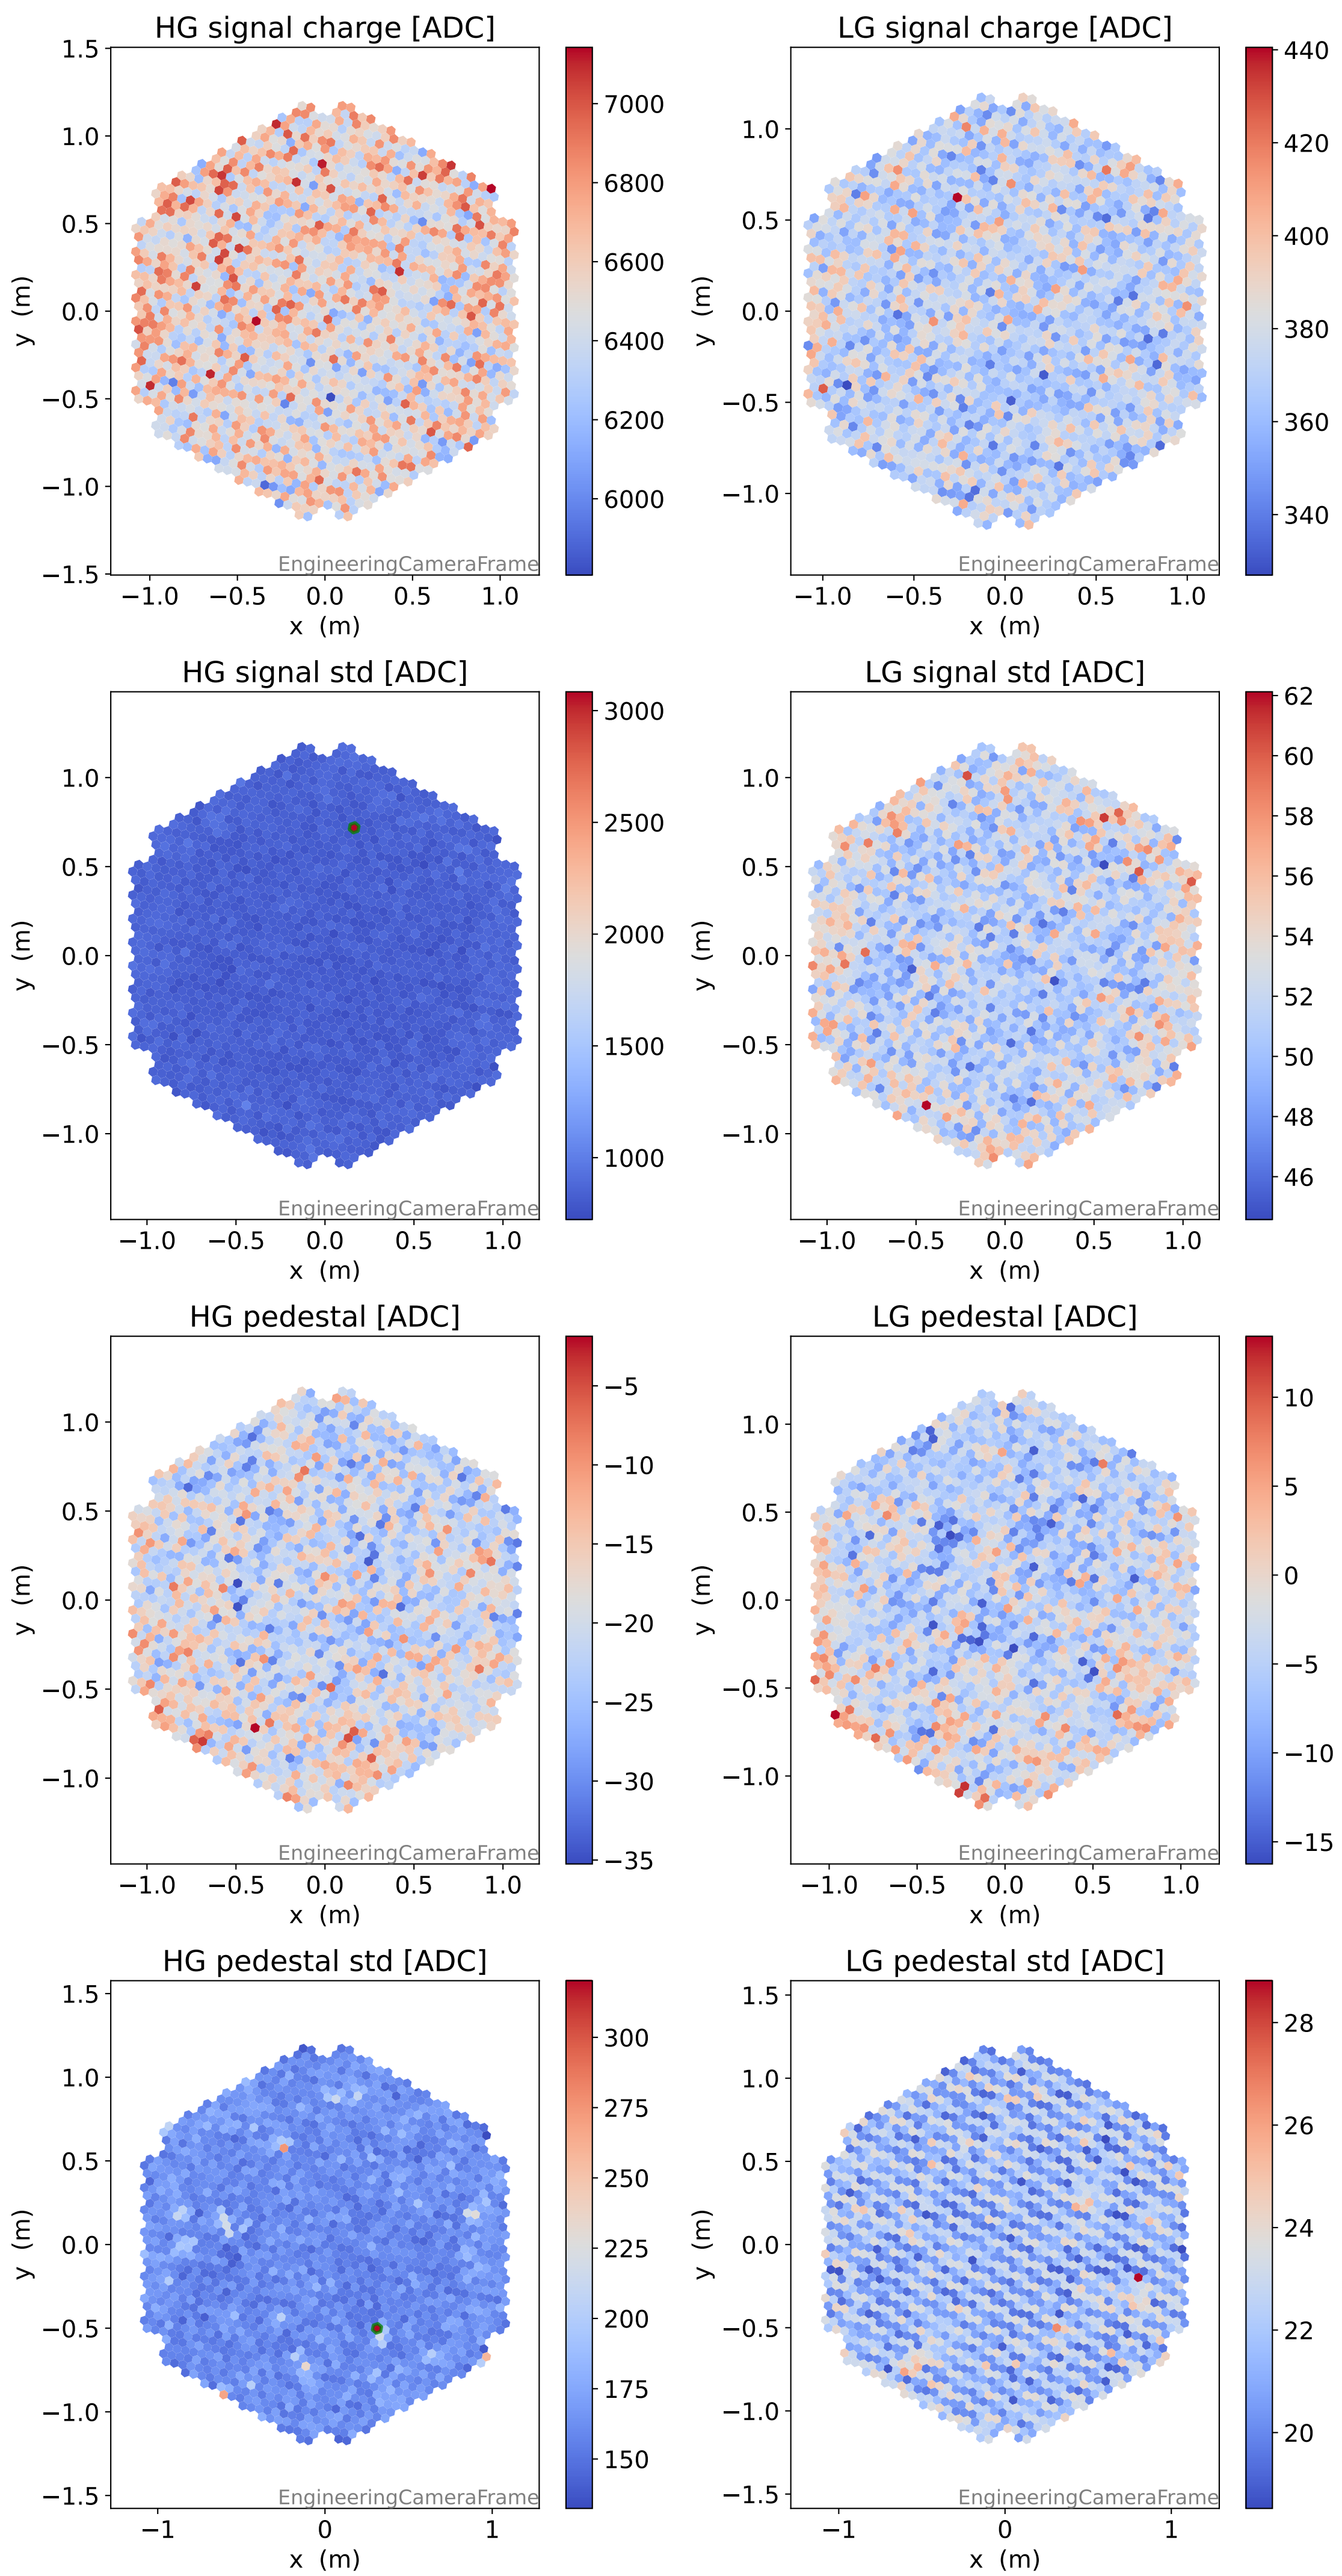 HG signal charge [ADC]
1.5
1.0
0.5
0.0
−0.5
−1.0
−1.5
y (m)
−1.0 −0.5 0.0 0.5 1.0
x (m)
EngineeringCameraFrame
7000
6800
6600
6400
6200
6000
LG signal charge [ADC]
1.0
0.5
0.0
−0.5
−1.0
y (m)
−1.0 −0.5 0.0 0.5 1.0
x (m)
EngineeringCameraFrame
440
420
400
380
360
340
HG signal std [ADC]
1.0
0.5
0.0
−0.5
−1.0
y (m)
−1.0 −0.5 0.0 0.5 1.0
x (m)
EngineeringCameraFrame
3000
2500
2000
1500
1000
LG signal std [ADC]
1.0
0.5
0.0
−0.5
−1.0
y (m)
−1.0 −0.5 0.0 0.5 1.0
x (m)
EngineeringCameraFrame
62
60
58
56
54
52
50
48
46
HG pedestal [ADC]
1.0
0.5
0.0
−0.5
−1.0
y (m)
−1.0 −0.5 0.0 0.5 1.0
x (m)
EngineeringCameraFrame
−5
−10
−15
−20
−25
−30
−35
LG pedestal [ADC]
1.0
0.5
0.0
−0.5
−1.0
y (m)
−1.0 −0.5 0.0 0.5 1.0
x (m)
EngineeringCameraFrame
10
5
0
−5
−10
−15
HG pedestal std [ADC]
1.5
1.0
0.5
0.0
−0.5
−1.0
−1.5
y (m)
−1 0 1
x (m)
EngineeringCameraFrame
300
275
250
225
200
175
150
LG pedestal std [ADC]
1.5
1.0
0.5
0.0
−0.5
−1.0
−1.5
y (m)
−1 0 1
x (m)
EngineeringCameraFrame
28
26
24
22
20